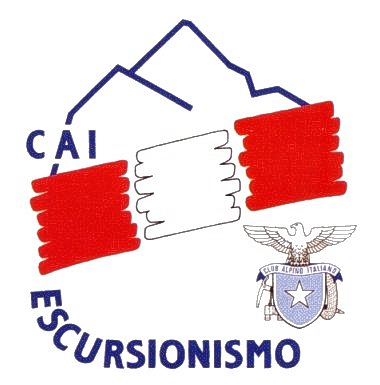 CAI
CLUB ALPINO ITALIANO
ESCURSIONISMO